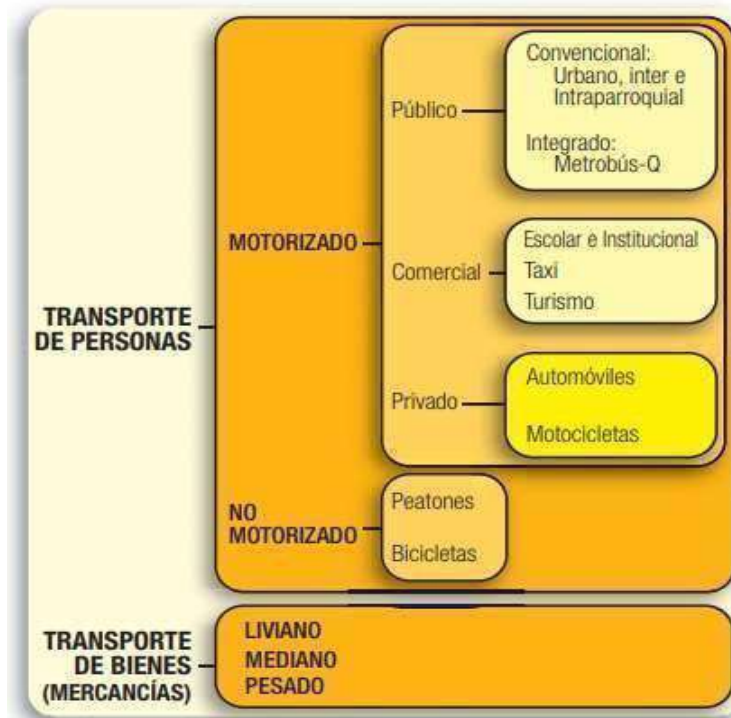 TRANSPORTE
DE PERSONAS
MOTORIZADO
Público
Convencional:
Urbano, inter e
Intraparroquial
Integrado:
Metrobús-Q
Comercial
Escolar e Institucional
Taxi
Turismo
Privado
Automóviles
Motocicletas
NO
MOTORIZADO
Peatones
Bicicletas
TRANSPORTE
DE BIENES
(MERCANCÍAS)
LIVIANO
MEDIANO
PESADO